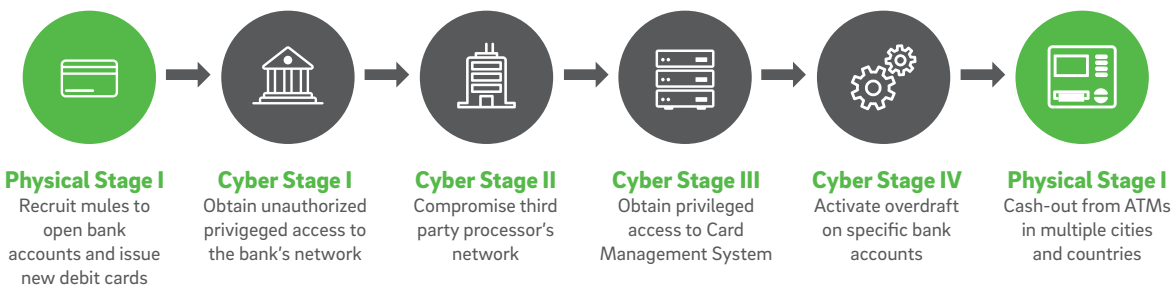 Physical Stage I
Recruit mules to
open bank
accounts and issue
new debit cards
Cyber Stage I
Obtain unauthorized
privigeged access to
the bank's network
Cyber Stage II
Compromise third
party processor's
network
Cyber Stage III
Obtain privileged
access to Card
Management System
Cyber Stage IV
Activate overdraft
on specific bank
accounts
Physical Stage I
Cash-out from ATMs
in multiple cities
and countries